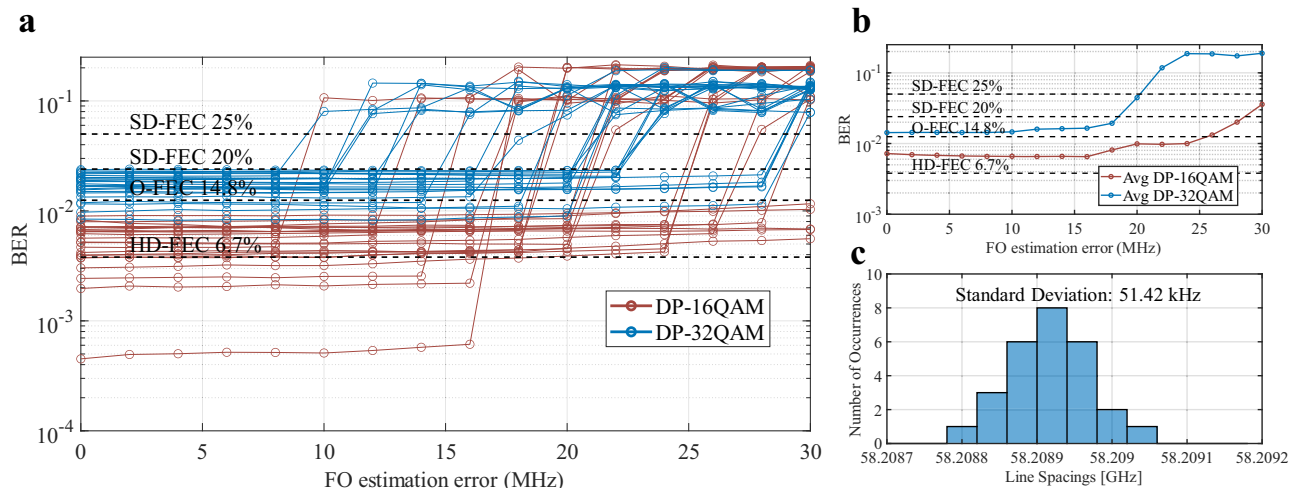 a
10^-1
10^-2
10^-3
10^-4
BER
SD-FEC 25%
SD-FEC 20%
O-FEC 14.8%
HD-FEC 6.7%
DP-16QAM
DP-32QAM
0 5 10 15 20 25 30
FO estimation error (MHz)
b
10^-1
10^-2
10^-3
BER
SD-FEC 25%
SD-FEC 20%
O-FEC 14.8%
HD-FEC 6.7%
Avg DP-16QAM
Avg DP-32QAM
0 5 10 15 20 25 30
FO estimation error (MHz)
c
10
8
6
4
2
0
Number of Occurrences
Standard Deviation: 51.42 kHz
58.2087 58.2088 58.2089 58.209 58.2091 58.2092
Line Spacings [GHz]